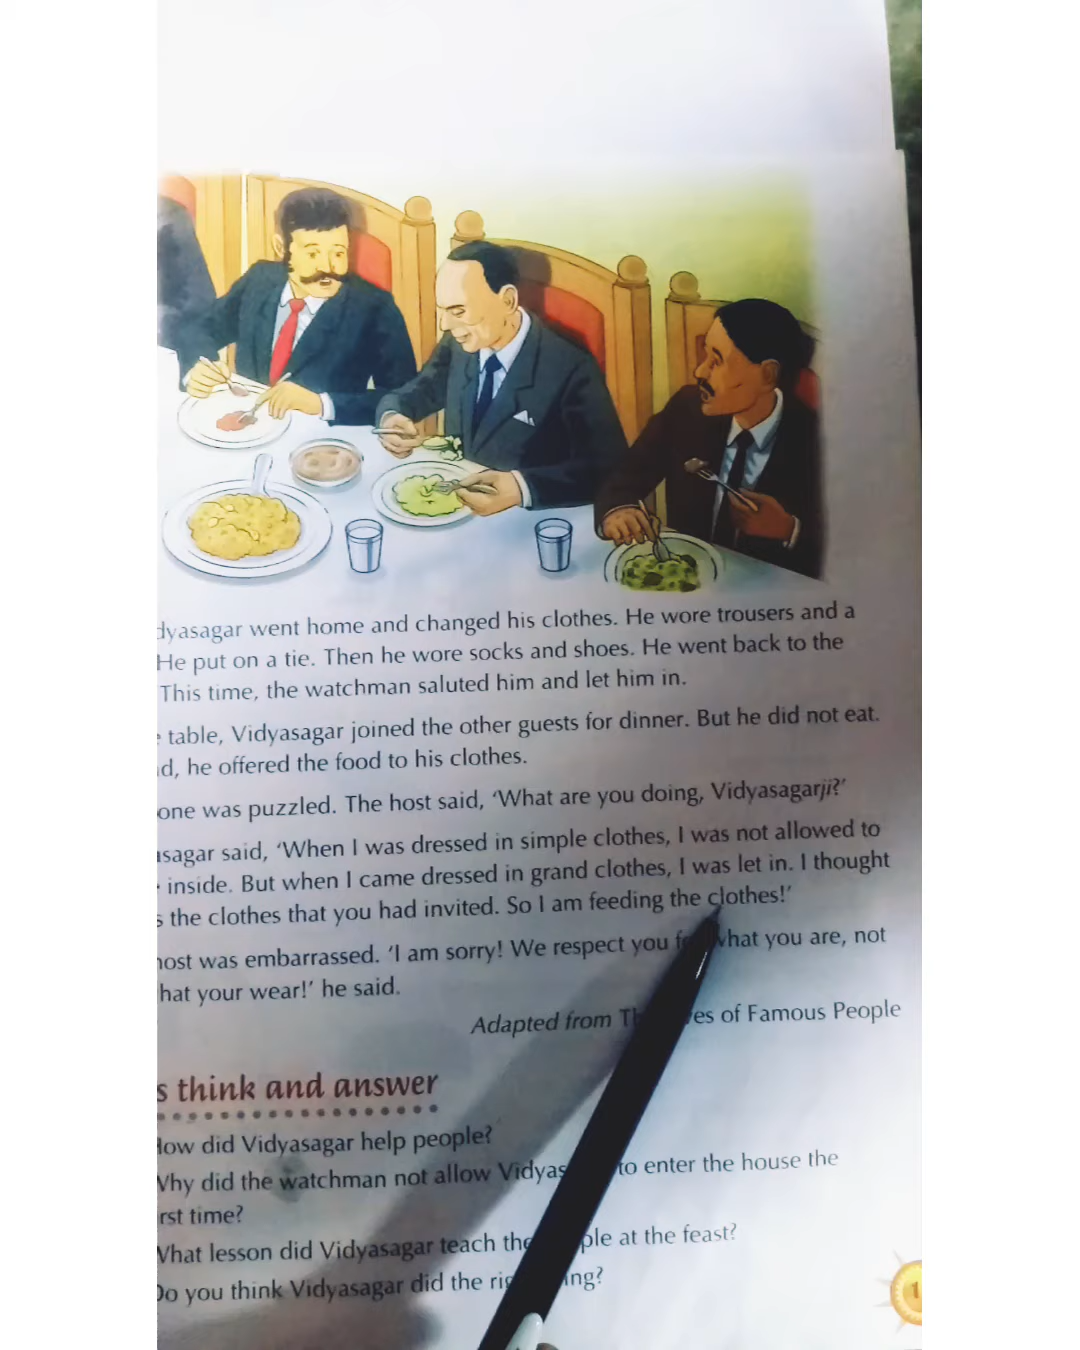 dyasagar went home and changed his clothes. He wore trousers and a
He put on a tie. Then he wore socks and shoes. He went back to the
This time, the watchman saluted him and let him in.
table, Vidyasagar joined the other guests for dinner. But he did not eat.
d, he offered the food to his clothes.
one was puzzled. The host said, ‘What are you doing, Vidyasagarji?’
asagar said, ‘When I was dressed in simple clothes, I was not allowed to
inside. But when I came dressed in grand clothes, I was let in. I thought
s the clothes that you had invited. So I am feeding the clothes!’
host was embarrassed. ‘I am sorry! We respect you what you are, not
hat your wear!’ he said.
Adapted from of Famous People
s think and answer
How did Vidyasagar help people?
Why did the watchman not allow to enter the house the
rst time?
What lesson did Vidyasagar teach the at the feast?
Do you think Vidyasagar did the
1